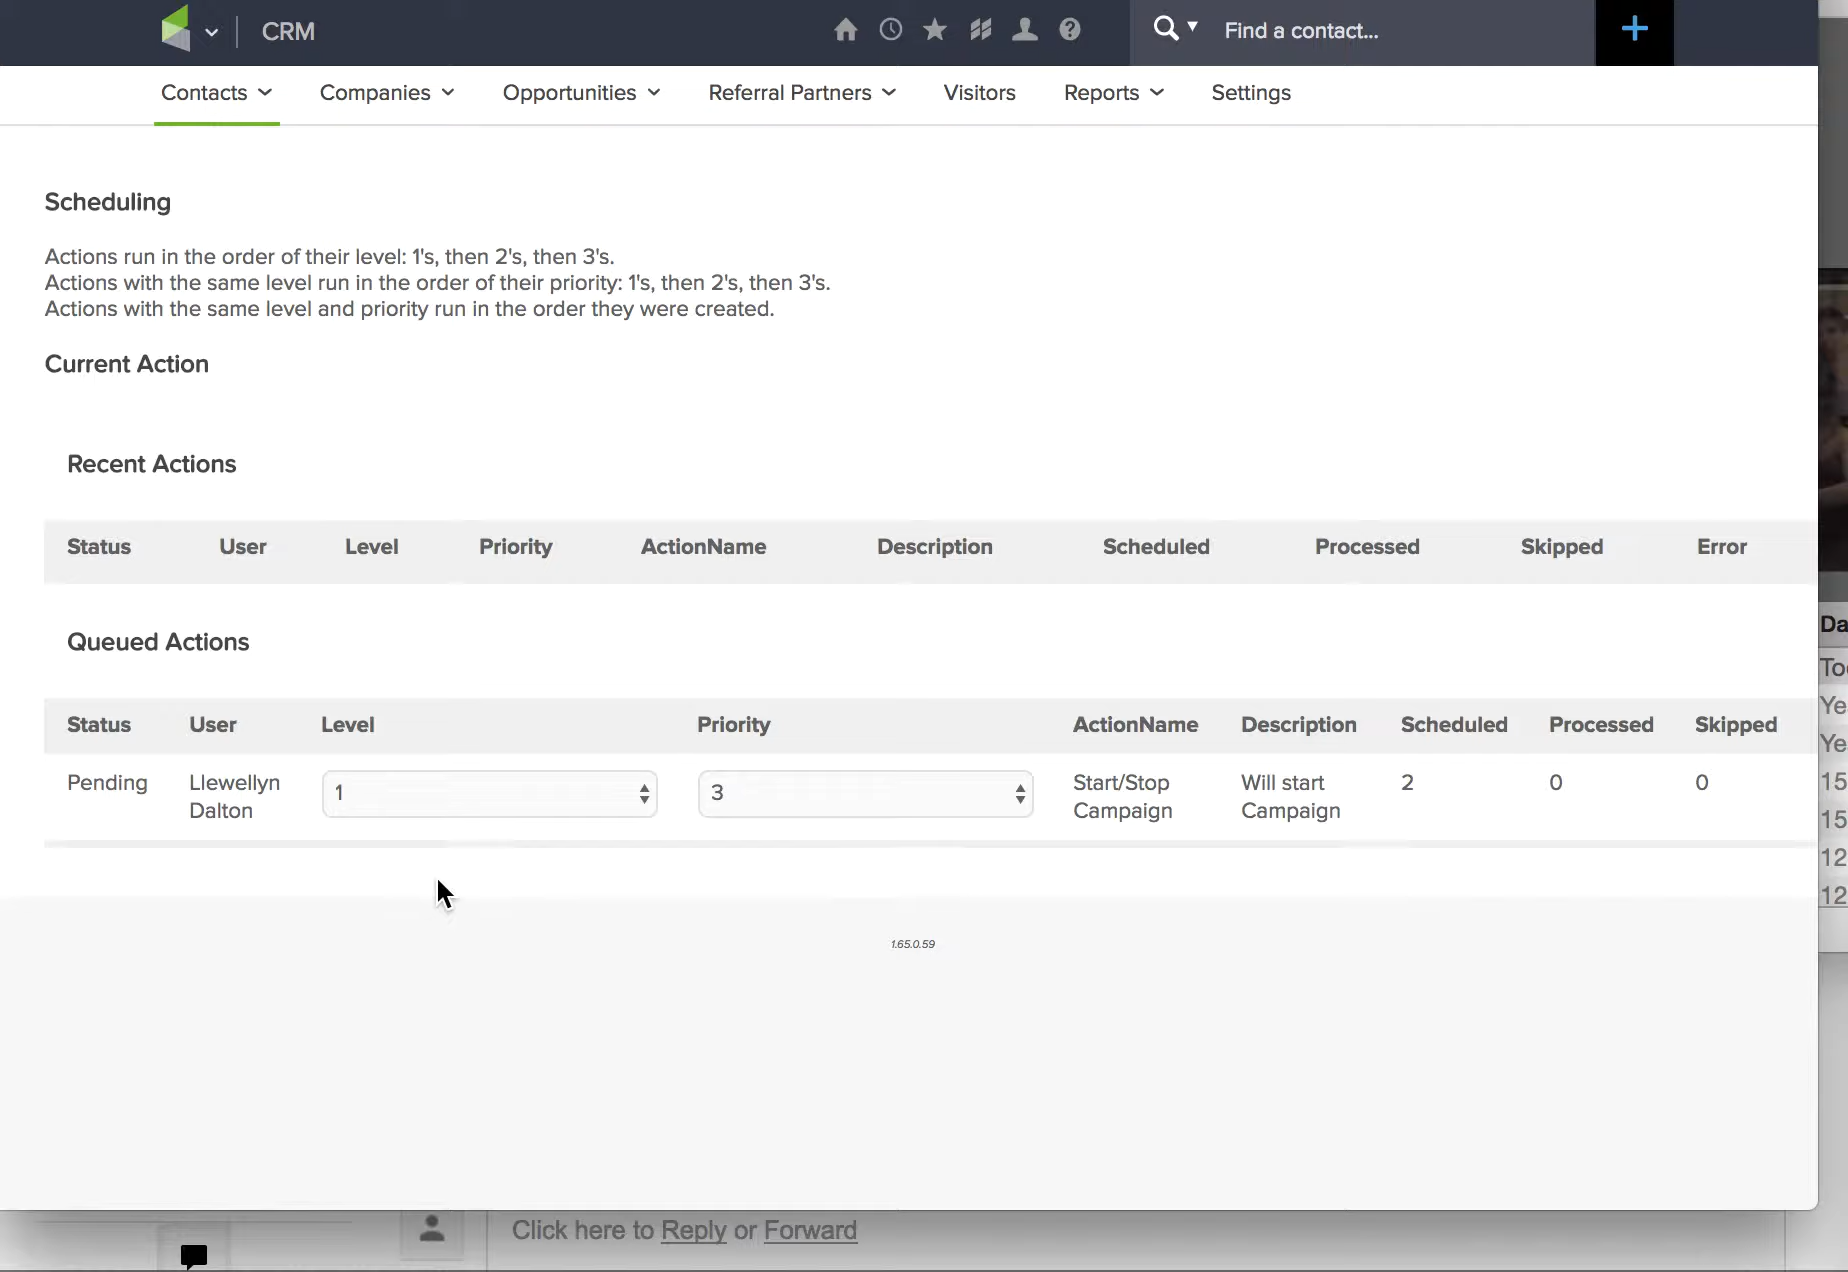 CRM
Find a contact...
Contacts Companies Opportunities Referral Partners Visitors Reports Settings
Scheduling
Actions run in the order of their level: 1's, then 2's, then 3's.
Actions with the same level run in the order of their priority: 1's, then 2's, then 3's.
Actions with the same level and priority run in the order they were created.
Current Action
Recent Actions
Status User Level Priority ActionName Description Scheduled Processed Skipped Error
Queued Actions
Status User Level Priority ActionName Description Scheduled Processed Skipped
Pending Llewellyn Dalton 1 3 Start/Stop Campaign Will start Campaign 2 0 0
1.65.0.59
Click here to Reply or Forward
Da
To
Ye
Ye
15
15
12
12